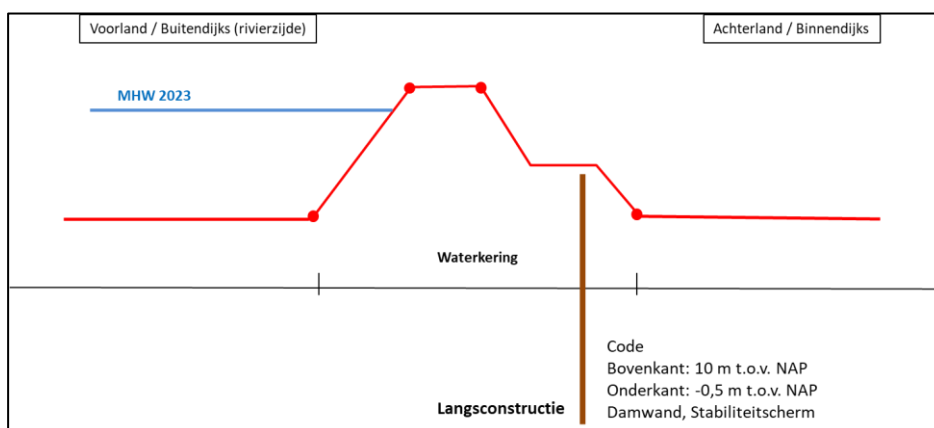 Voorland / Buitendijks (rivierzijde)
Achterland / Binnendijks
MHW 2023
Waterkering
Code
Bovenkant: 10 m t.o.v. NAP
Onderkant: -0,5 m t.o.v. NAP
Langsconstructie
Damwand, Stabiliteitscherm